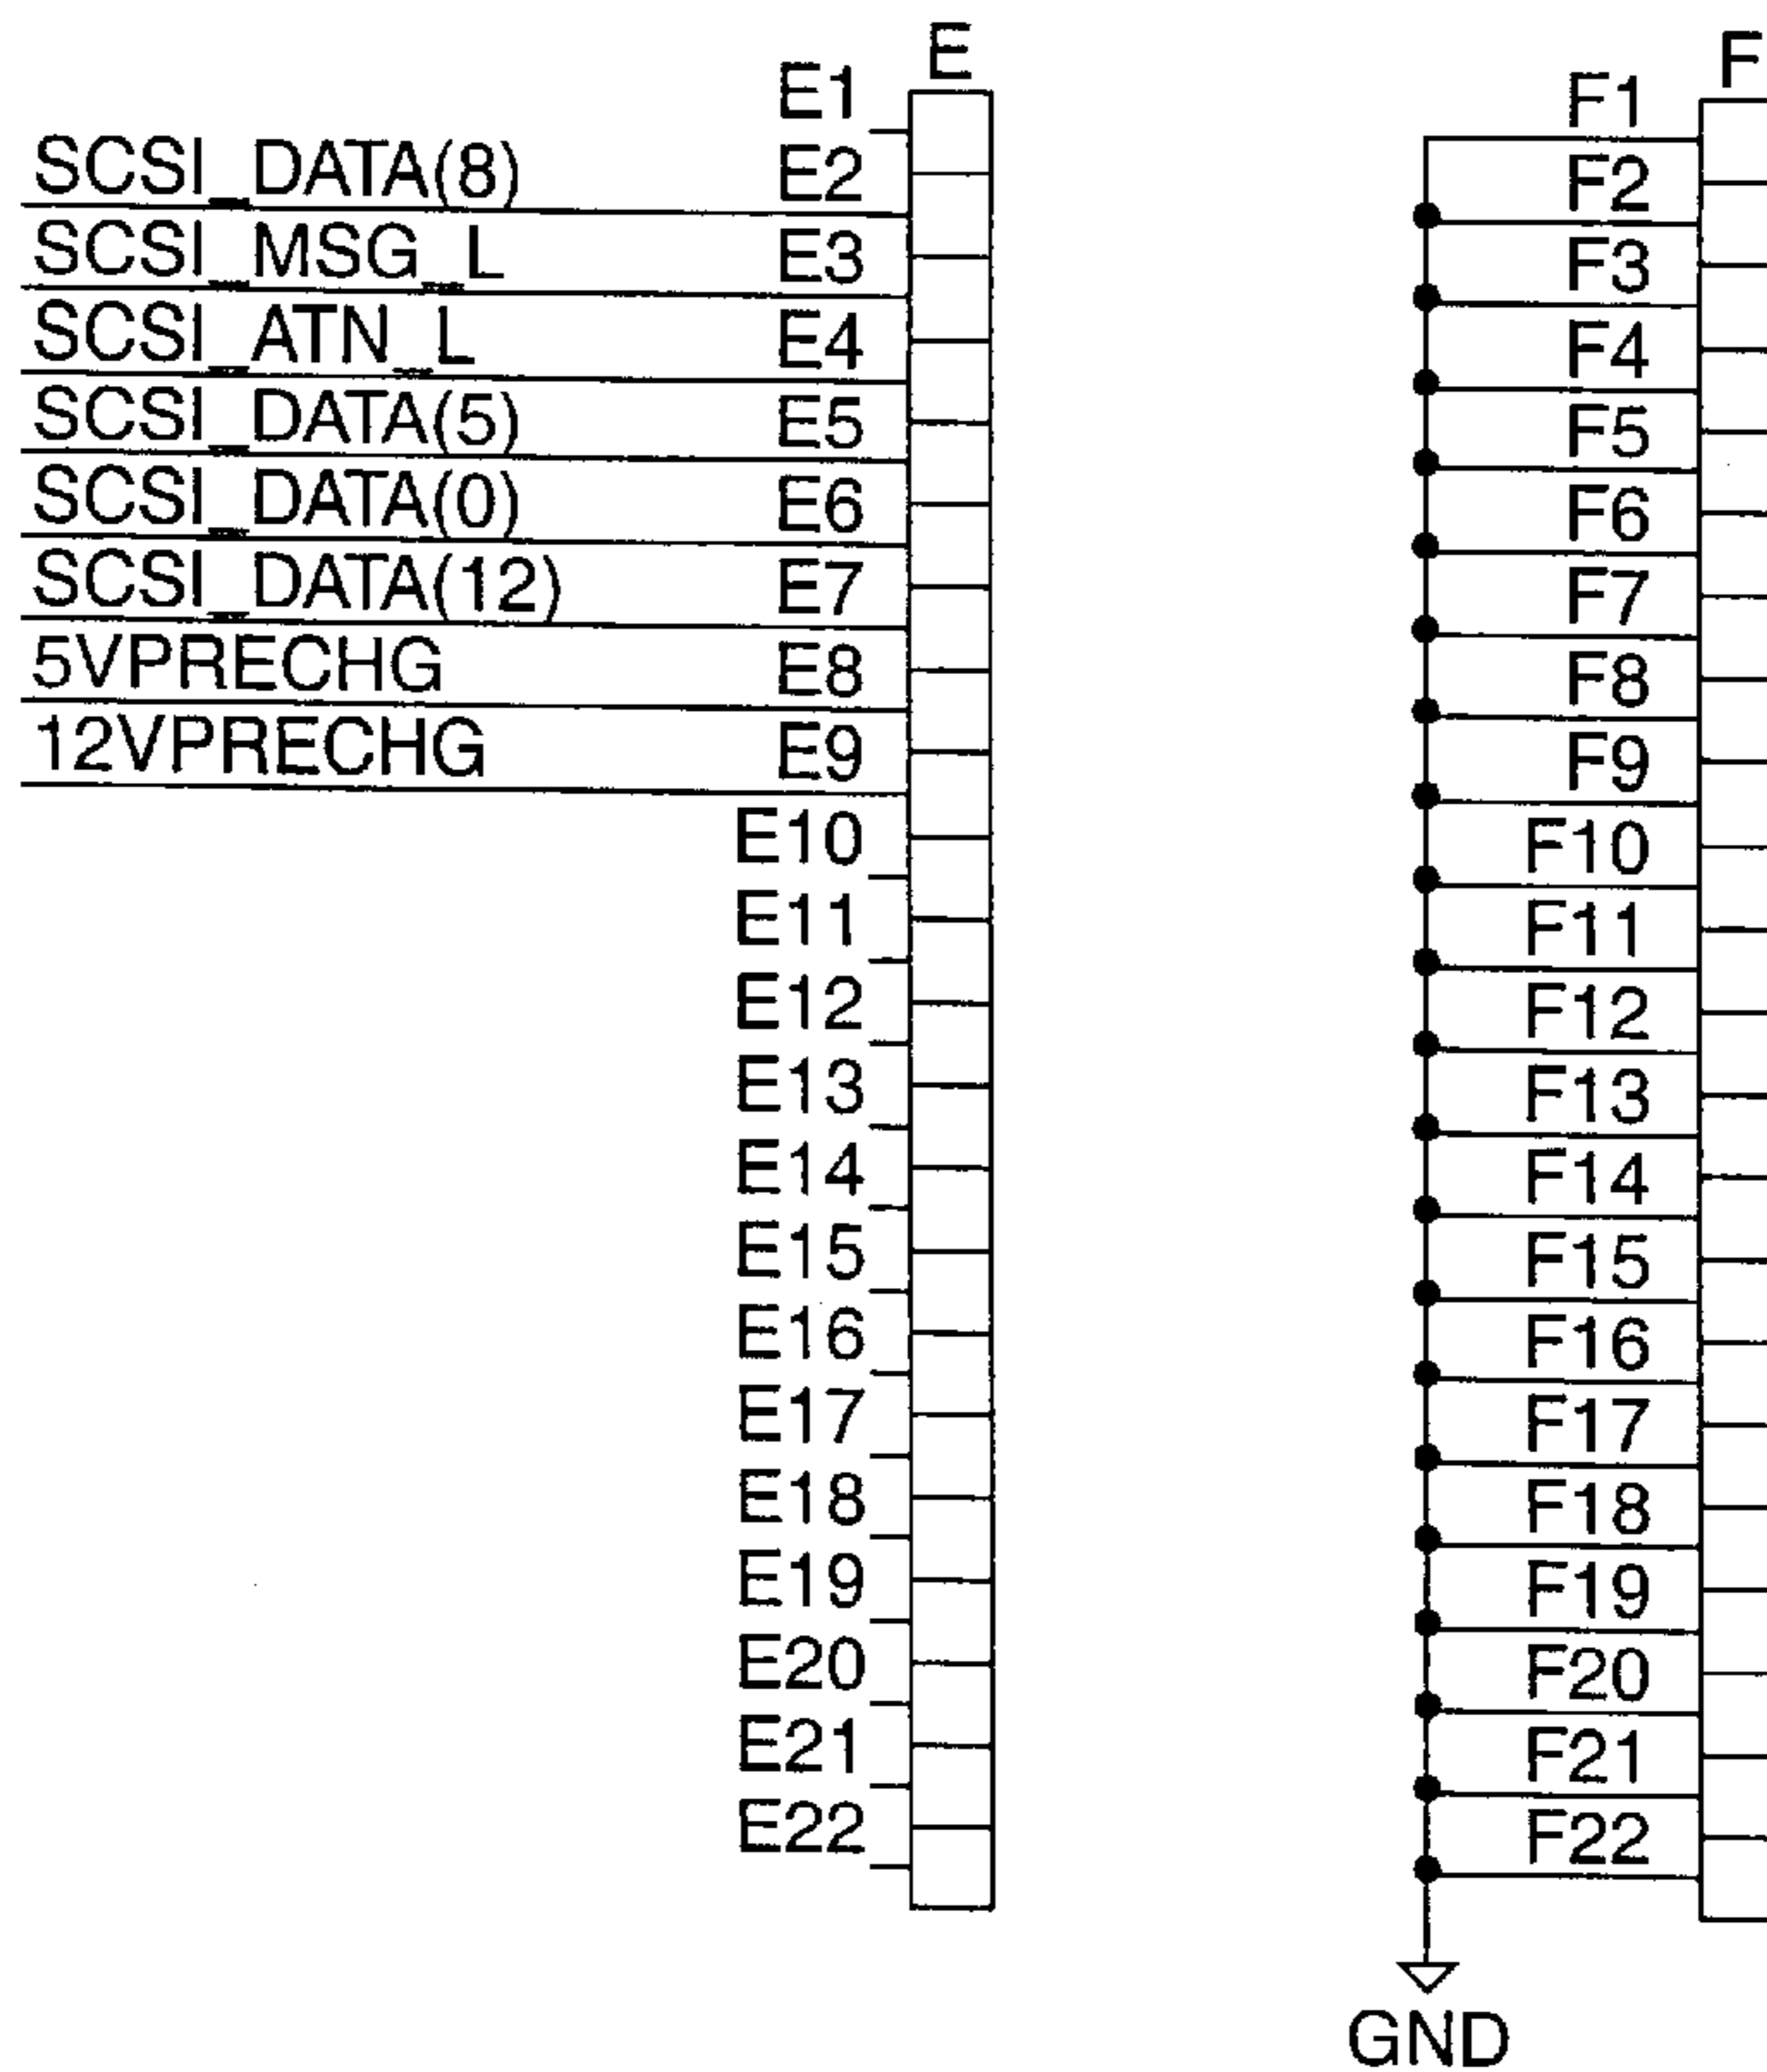 E
E1
SCSI_DATA(8) E2
SCSI_MSG_L E3
SCSI_ATN_L E4
SCSI_DATA(5) E5
SCSI_DATA(0) E6
SCSI_DATA(12) E7
5VPRECHG E8
12VPRECHG E9
E10
E11
E12
E13
E14
E15
E16
E17
E18
E19
E20
E21
E22
F
F1
F2
F3
F4
F5
F6
F7
F8
F9
F10
F11
F12
F13
F14
F15
F16
F17
F18
F19
F20
F21
F22
GND